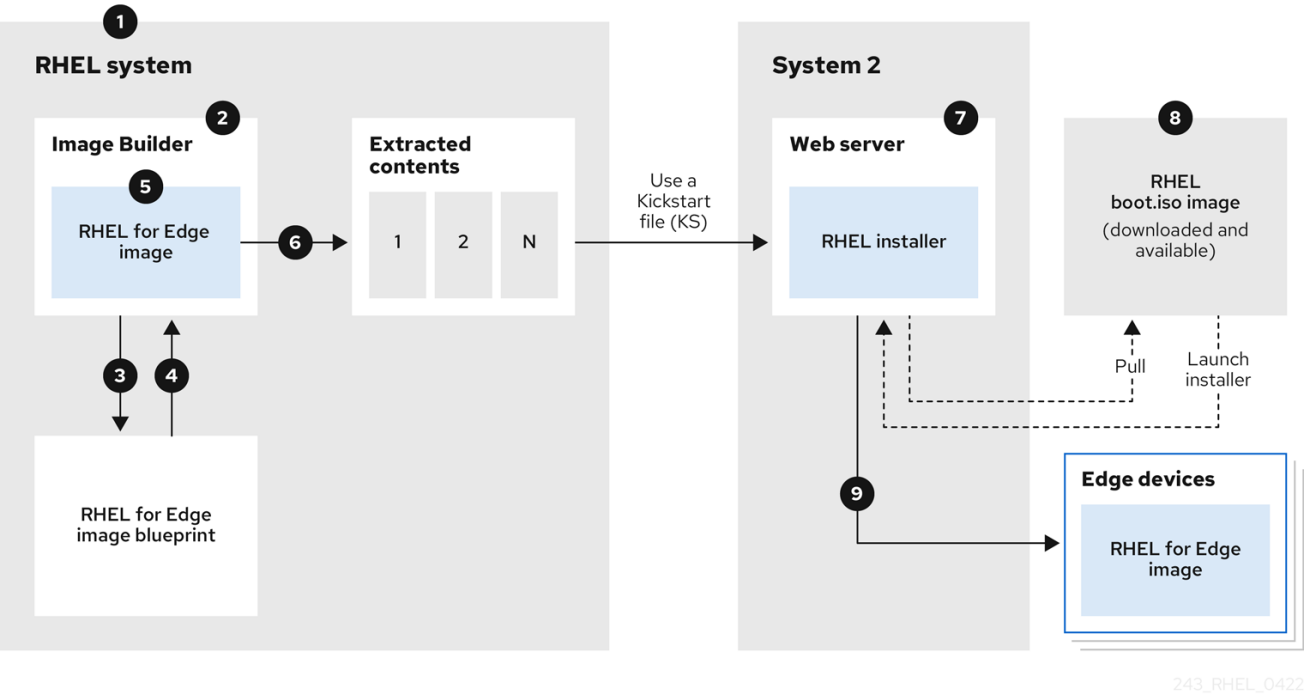 1
RHEL system
2
Image Builder
5
RHEL for Edge
image
6
Extracted
contents
1 2 N
3
4
RHEL for Edge
image blueprint
Use a
Kickstart
file (KS)
System 2
7
Web server
RHEL installer
8
RHEL
boot.iso image
(downloaded and
available)
Pull
Launch
installer
9
Edge devices
RHEL for Edge
image
243_RHEL_0422